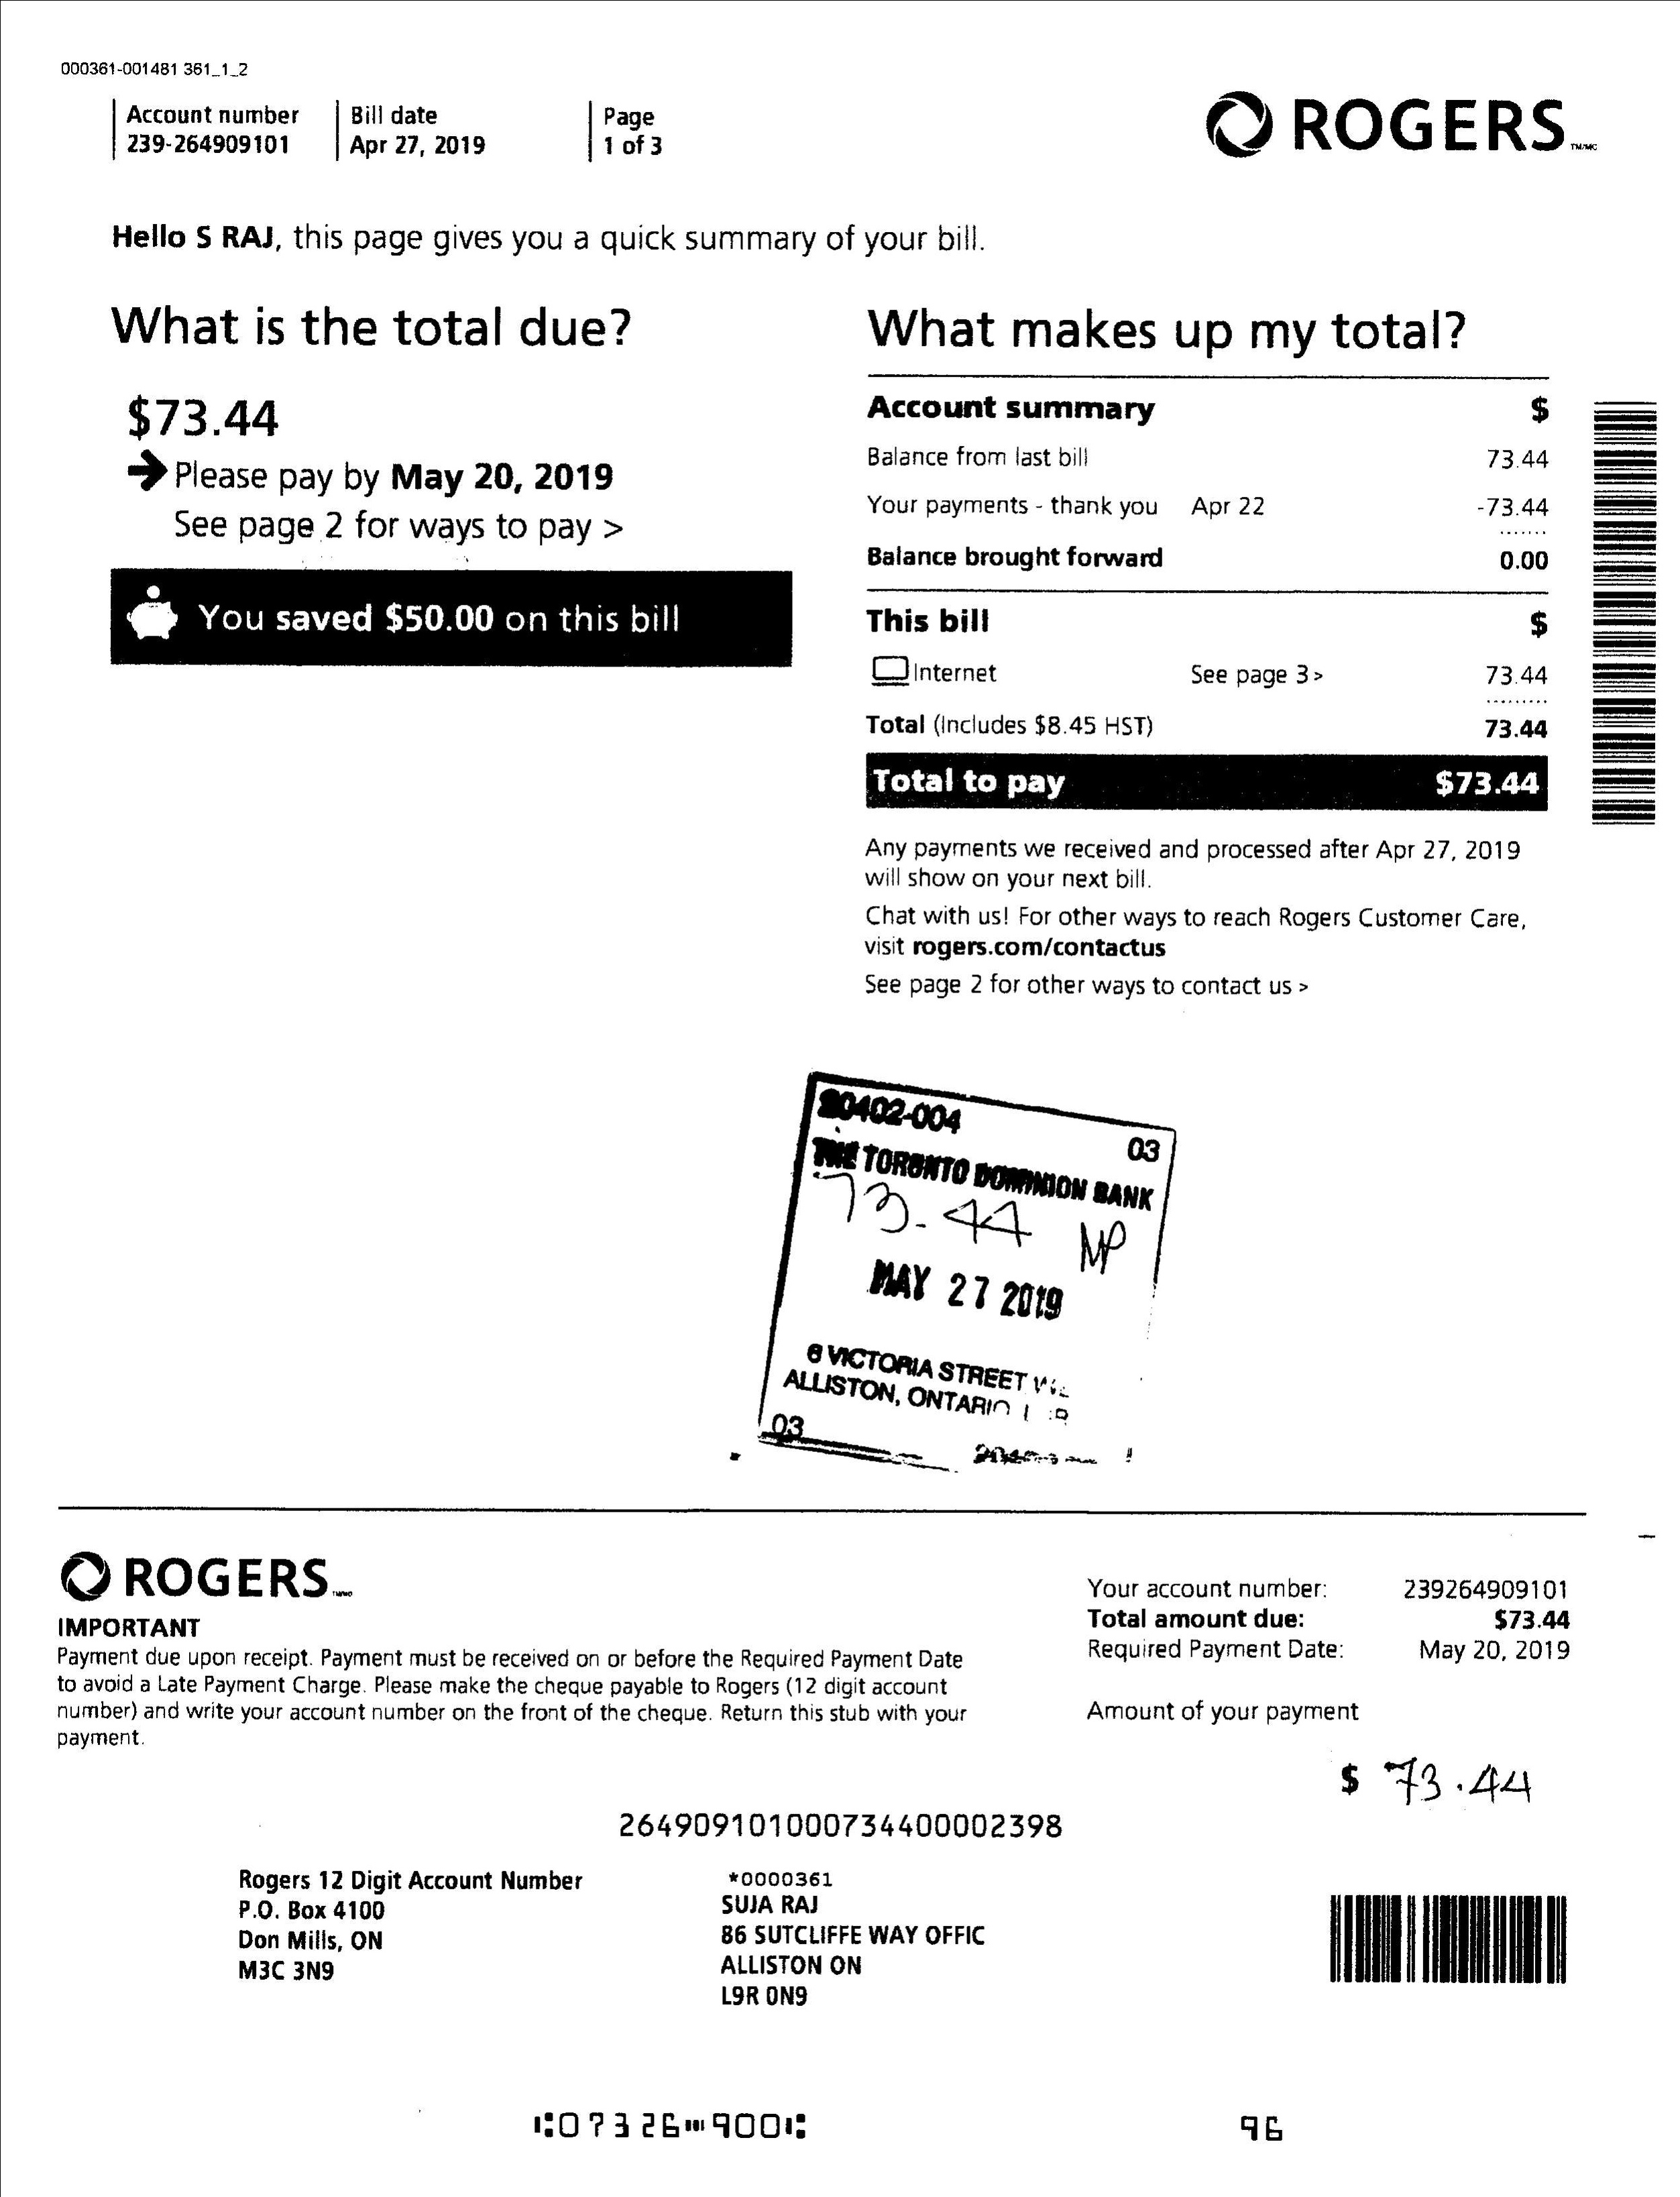 000361-001481 361_1_2
Account number
239-264909101
Bill date
Apr 27, 2019
Page
1 of 3
ROGERS TM/MC
Hello S RAJ, this page gives you a quick summary of your bill.
What is the total due?
$73.44
Please pay by May 20, 2019
See page 2 for ways to pay >
You saved $50.00 on this bill
What makes up my total?
Account summary $
Balance from last bill 73.44
Your payments - thank you Apr 22 -73.44
Balance brought forward 0.00
This bill $
Internet See page 3 > 73.44
Total (Includes $8.45 HST) 73.44
Total to pay $73.44
Any payments we received and processed after Apr 27, 2019
will show on your next bill.
Chat with us! For other ways to reach Rogers Customer Care,
visit rogers.com/contactus
See page 2 for other ways to contact us >
03
THE TORONTO DOMINION BANK
73.44 MP
MAY 27 2019
6 VICTORIA STREET
ALLISTON, ONTARIO
03
ROGERS
IMPORTANT
Payment due upon receipt. Payment must be received on or before the Required Payment Date
to avoid a Late Payment Charge. Please make the cheque payable to Rogers (12 digit account
number) and write your account number on the front of the cheque. Return this stub with your
payment.
Your account number: 239264909101
Total amount due: $73.44
Required Payment Date: May 20, 2019
Amount of your payment
$ 73.44
264909101000734400002398
Rogers 12 Digit Account Number
P.O. Box 4100
Don Mills, ON
M3C 3N9
*0000361
SUJA RAJ
86 SUTCLIFFE WAY OFFIC
ALLISTON ON
L9R 0N9
⑆07326⑉900⑆ 96